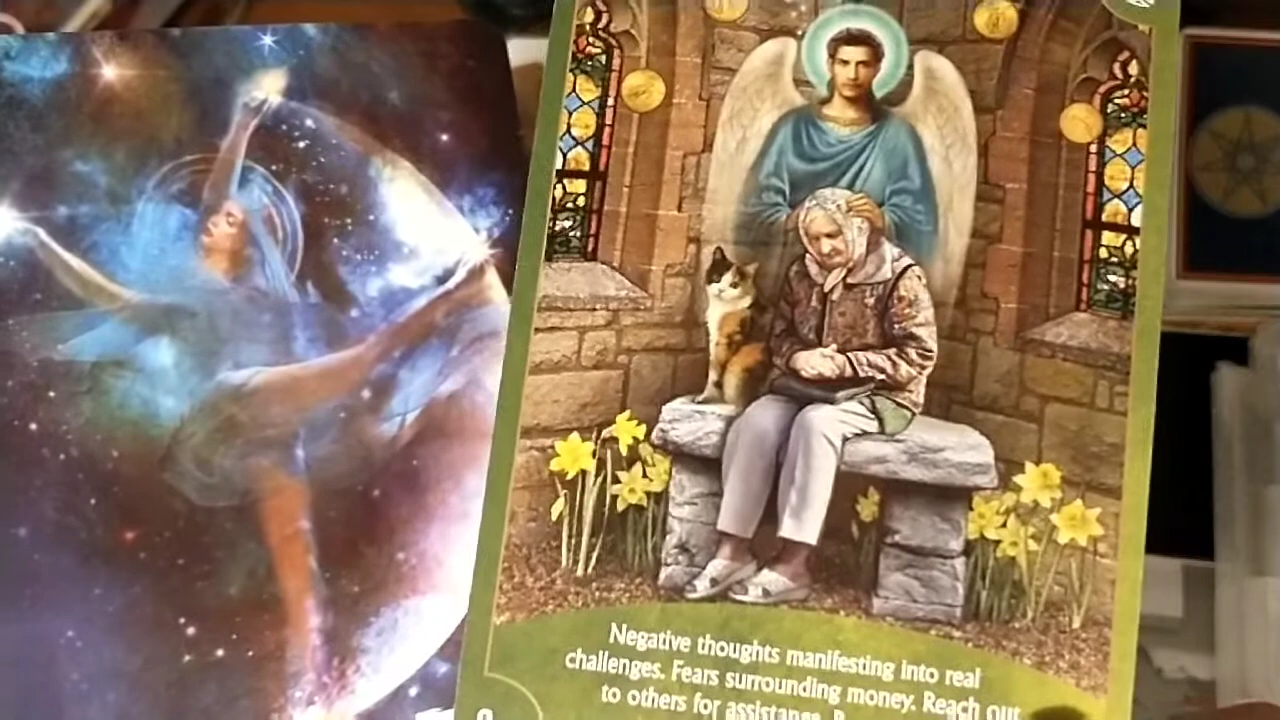 Negative thoughts manifesting into real
challenges. Fears surrounding money. Reach out
to others for assistance.